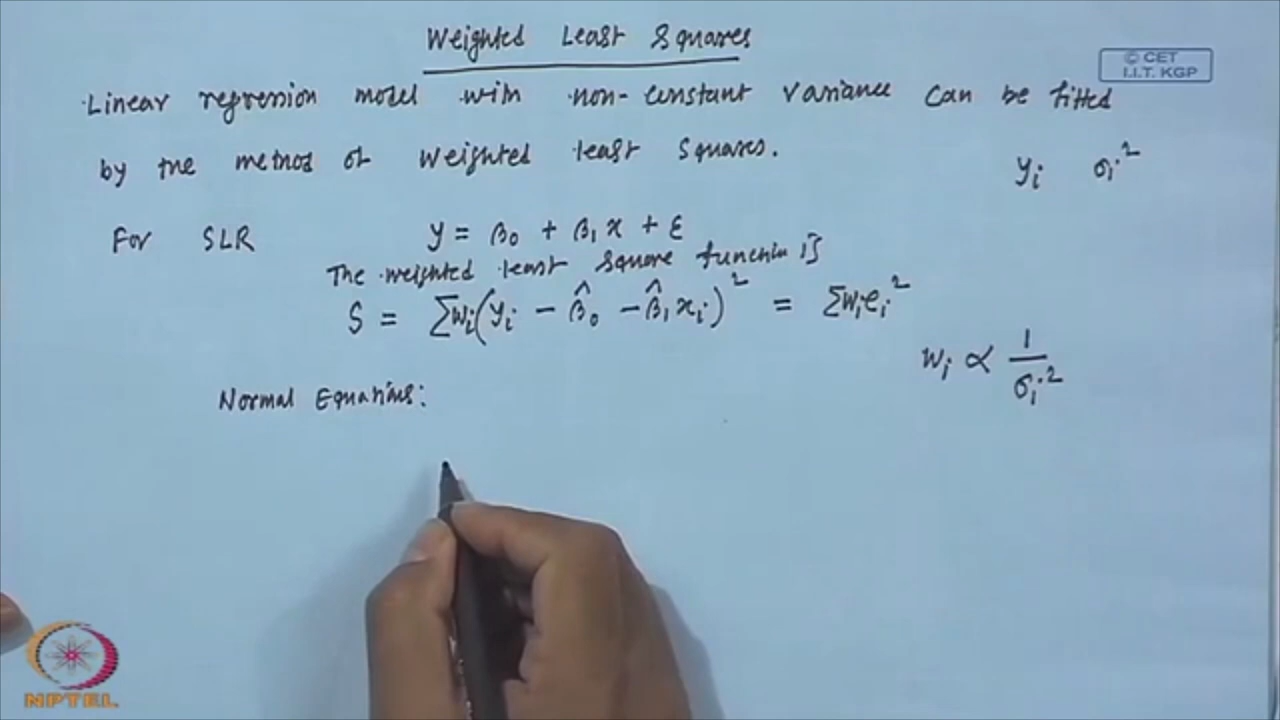 Weighted Least Squares
© CET
I.I.T. KGP
Linear regression model with non-constant variance can be fitted
by the method of weighted least squares.
yᵢ σᵢ²
For SLR y = β₀ + β₁x + ε
The weighted least square function is
S = Σwᵢ(yᵢ − β̂₀ − β̂₁xᵢ)² = Σwᵢeᵢ²
wᵢ ∝ 1/σᵢ²
Normal Equations:
NPTEL